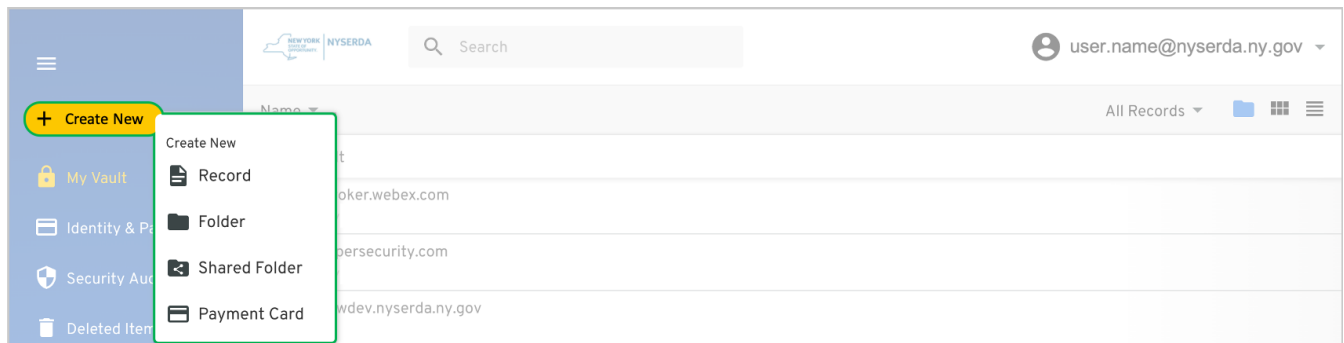 NEW YORK
STATE OF
OPPORTUNITY
NYSERDA
Search
user.name@nyserda.ny.gov
+ Create New
Name
All Records
Create New
My Vault
Record
oker.webex.com
Identity & Pa
Folder
persecurity.com
Security Aud
Shared Folder
wdev.nyserda.ny.gov
Payment Card
Deleted Item